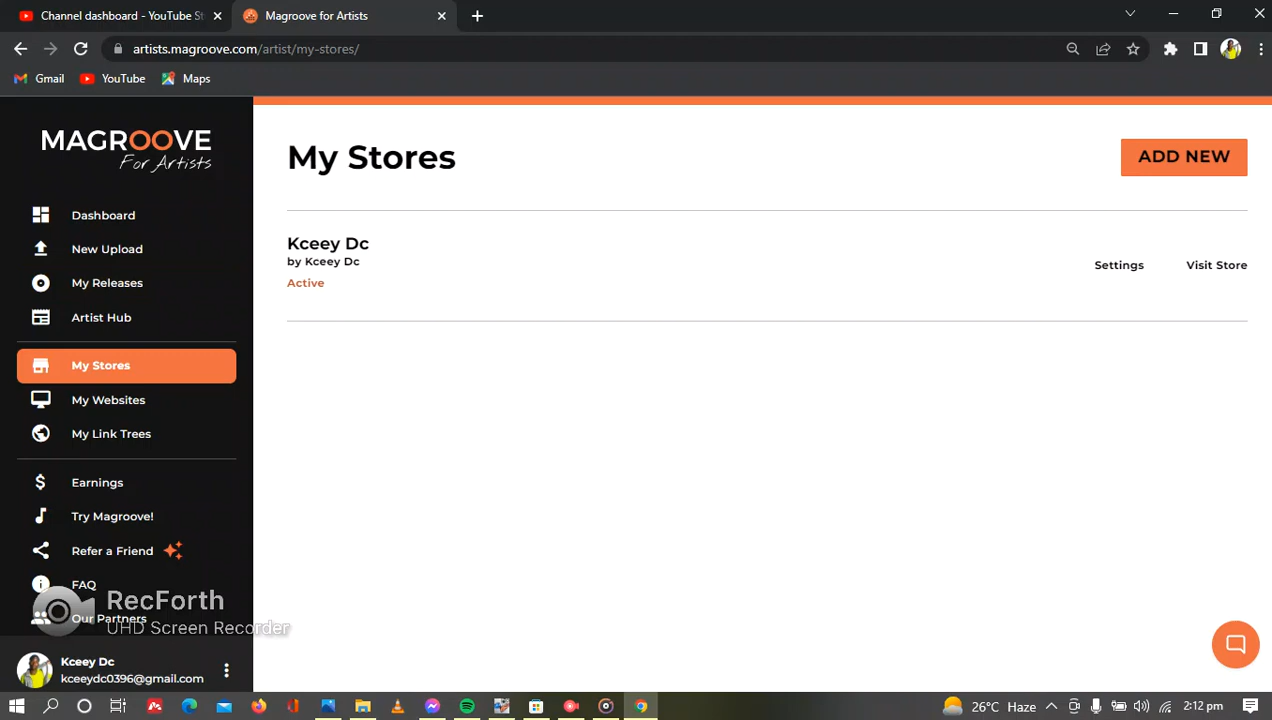 Channel dashboard - YouTube St
Magroove for Artists
artists.magroove.com/artist/my-stores/
Gmail
YouTube
Maps
MAGROOVE
For Artists
Dashboard
New Upload
My Releases
Artist Hub
My Stores
My Websites
My Link Trees
Earnings
Try Magroove!
Refer a Friend
FAQ
Our Partners
RecForth
UHD Screen Recorder
Kceey Dc
kceeydc0396@gmail.com
My Stores
ADD NEW
Kceey Dc
by Kceey Dc
Active
Settings
Visit Store
26°C Haze
2:12 pm